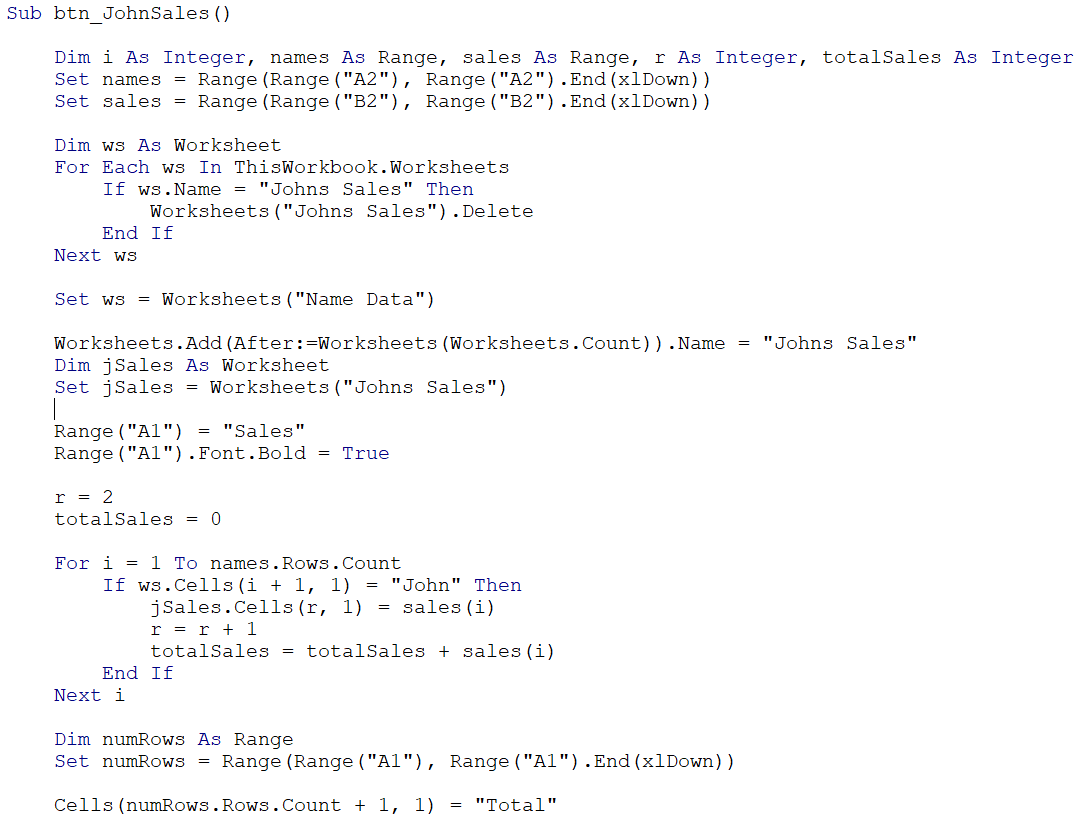 Sub btn_JohnSales()
Dim i As Integer, names As Range, sales As Range, r As Integer, totalSales As Integer
Set names = Range(Range("A2"), Range("A2").End(xlDown))
Set sales = Range(Range("B2"), Range("B2").End(xlDown))
Dim ws As Worksheet
For Each ws In ThisWorkbook.Worksheets
If ws.Name = "Johns Sales" Then
Worksheets("Johns Sales").Delete
End If
Next ws
Set ws = Worksheets("Name Data")
Worksheets.Add(After:=Worksheets(Worksheets.Count)).Name = "Johns Sales"
Dim jSales As Worksheet
Set jSales = Worksheets("Johns Sales")
Range("A1") = "Sales"
Range("A1").Font.Bold = True
r = 2
totalSales = 0
For i = 1 To names.Rows.Count
If ws.Cells(i + 1, 1) = "John" Then
jSales.Cells(r, 1) = sales(i)
r = r + 1
totalSales = totalSales + sales(i)
End If
Next i
Dim numRows As Range
Set numRows = Range(Range("A1"), Range("A1").End(xlDown))
Cells(numRows.Rows.Count + 1, 1) = "Total"